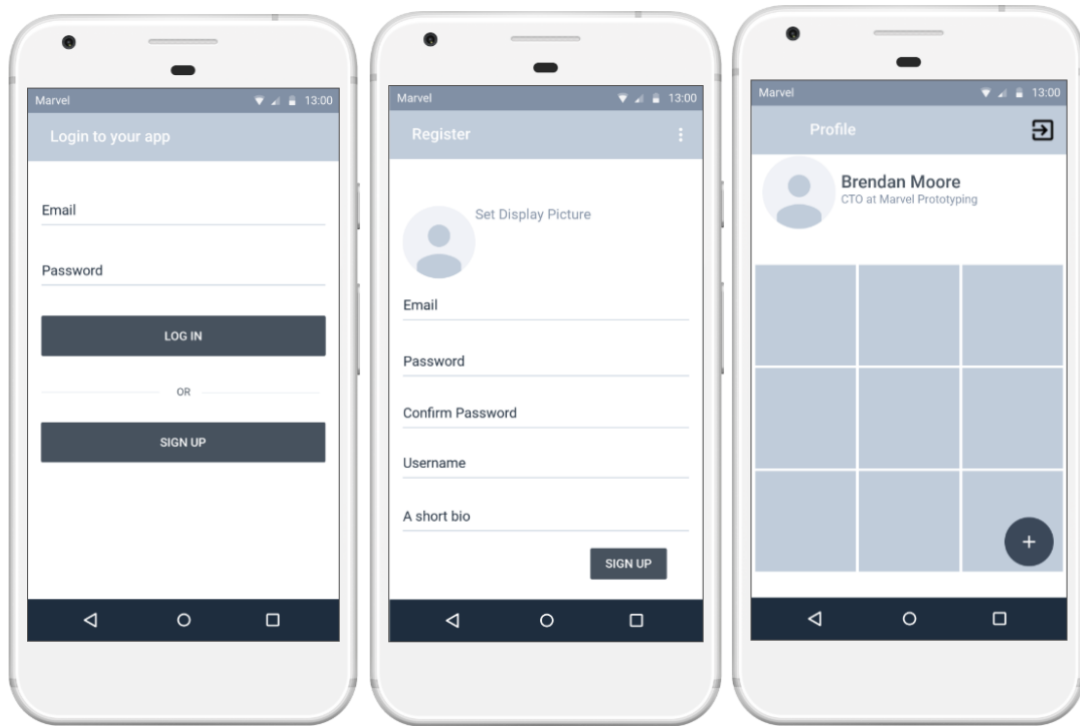 Marvel 13:00
Login to your app
Email
Password
LOG IN
OR
SIGN UP
Marvel 13:00
Register
Set Display Picture
Email
Password
Confirm Password
Username
A short bio
SIGN UP
Marvel 13:00
Profile
Brendan Moore
CTO at Marvel Prototyping
+